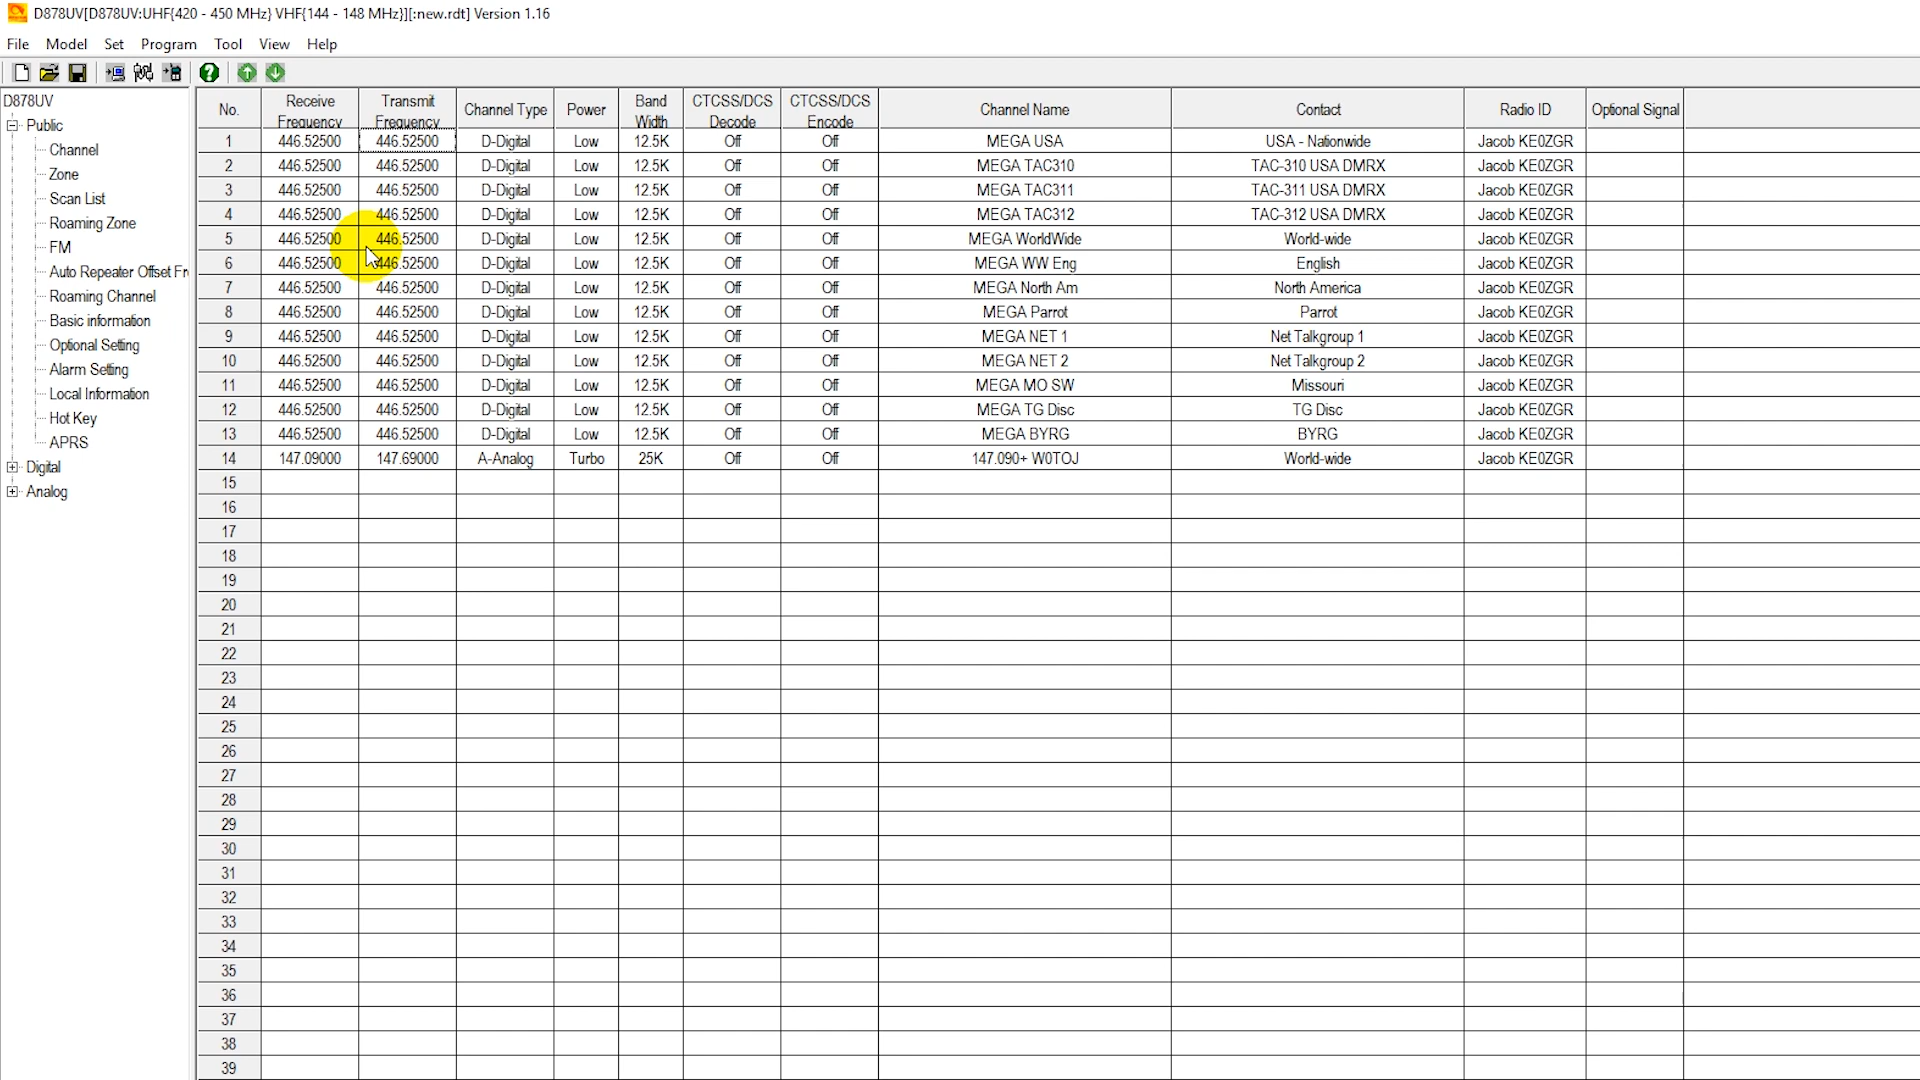 D878UV[D878UV:UHF{420 - 450 MHz} VHF{144 - 148 MHz}][:new.rdt] Version 1.16
File Model Set Program Tool View Help
D878UV
Public
Channel
Zone
Scan List
Roaming Zone
FM
Auto Repeater Offset Fr
Roaming Channel
Basic information
Optional Setting
Alarm Setting
Local Information
Hot Key
APRS
Digital
Analog
No. Receive Frequency Transmit Frequency Channel Type Power Band Width CTCSS/DCS Decode CTCSS/DCS Encode Channel Name Contact Radio ID Optional Signal
1 446.52500 446.52500 D-Digital Low 12.5K Off Off MEGA USA USA - Nationwide Jacob KE0ZGR
2 446.52500 446.52500 D-Digital Low 12.5K Off Off MEGA TAC310 TAC-310 USA DMRX Jacob KE0ZGR
3 446.52500 446.52500 D-Digital Low 12.5K Off Off MEGA TAC311 TAC-311 USA DMRX Jacob KE0ZGR
4 446.52500 446.52500 D-Digital Low 12.5K Off Off MEGA TAC312 TAC-312 USA DMRX Jacob KE0ZGR
5 446.52500 446.52500 D-Digital Low 12.5K Off Off MEGA WorldWide World-wide Jacob KE0ZGR
6 446.52500 446.52500 D-Digital Low 12.5K Off Off MEGA WW Eng English Jacob KE0ZGR
7 446.52500 446.52500 D-Digital Low 12.5K Off Off MEGA North Am North America Jacob KE0ZGR
8 446.52500 446.52500 D-Digital Low 12.5K Off Off MEGA Parrot Parrot Jacob KE0ZGR
9 446.52500 446.52500 D-Digital Low 12.5K Off Off MEGA NET 1 Net Talkgroup 1 Jacob KE0ZGR
10 446.52500 446.52500 D-Digital Low 12.5K Off Off MEGA NET 2 Net Talkgroup 2 Jacob KE0ZGR
11 446.52500 446.52500 D-Digital Low 12.5K Off Off MEGA MO SW Missouri Jacob KE0ZGR
12 446.52500 446.52500 D-Digital Low 12.5K Off Off MEGA TG Disc TG Disc Jacob KE0ZGR
13 446.52500 446.52500 D-Digital Low 12.5K Off Off MEGA BYRG BYRG Jacob KE0ZGR
14 147.09000 147.69000 A-Analog Turbo 25K Off Off 147.090+ W0TOJ World-wide Jacob KE0ZGR
15
16
17
18
19
20
21
22
23
24
25
26
27
28
29
30
31
32
33
34
35
36
37
38
39